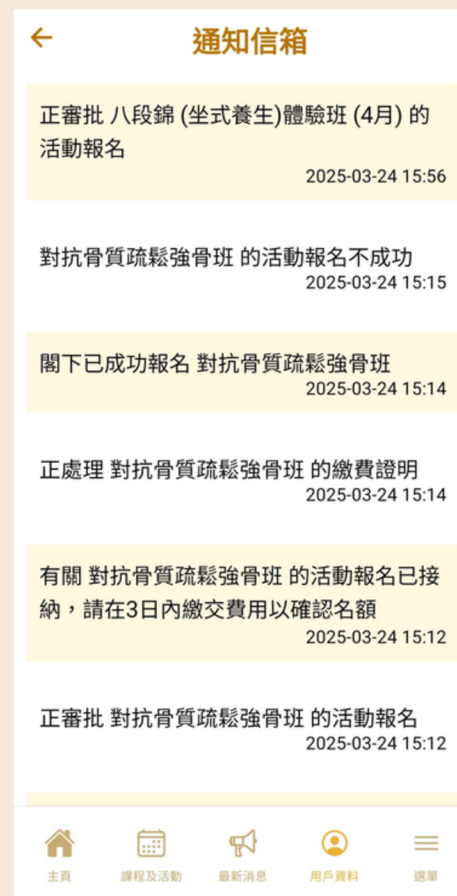 通知信箱
正審批 八段錦 (坐式養生)體驗班 (4月) 的
活動報名
2025-03-24 15:56
對抗骨質疏鬆強骨班 的活動報名不成功
2025-03-24 15:15
閣下已成功報名 對抗骨質疏鬆強骨班
2025-03-24 15:14
正處理 對抗骨質疏鬆強骨班 的繳費證明
2025-03-24 15:14
有關 對抗骨質疏鬆強骨班 的活動報名已接
納，請在3日內繳交費用以確認名額
2025-03-24 15:12
正審批 對抗骨質疏鬆強骨班 的活動報名
2025-03-24 15:12
主頁 課程及活動 最新消息 用戶資料 選單